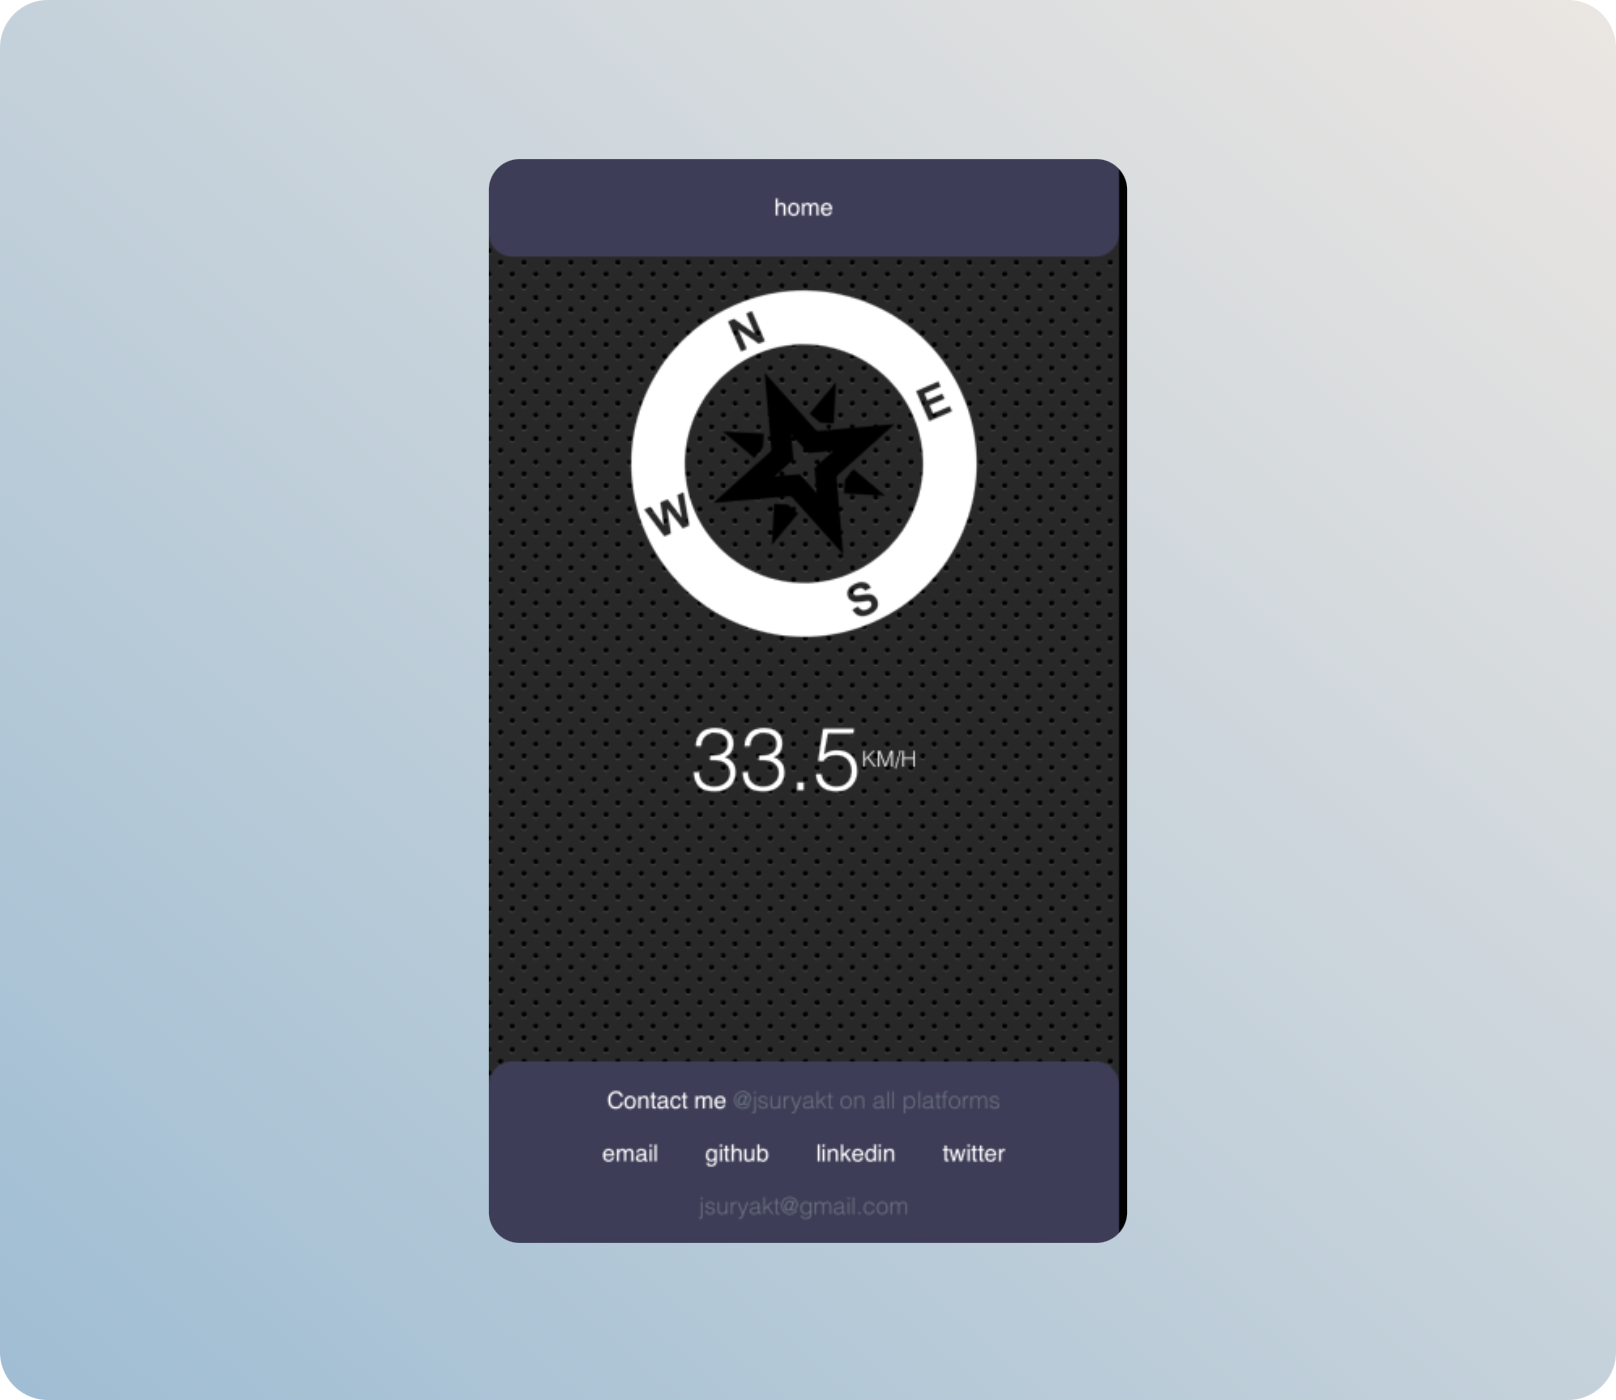 home
N
E
W
S
33.5KM/H
Contact me @jsuryakt on all platforms
email github linkedin twitter
jsuryakt@gmail.com